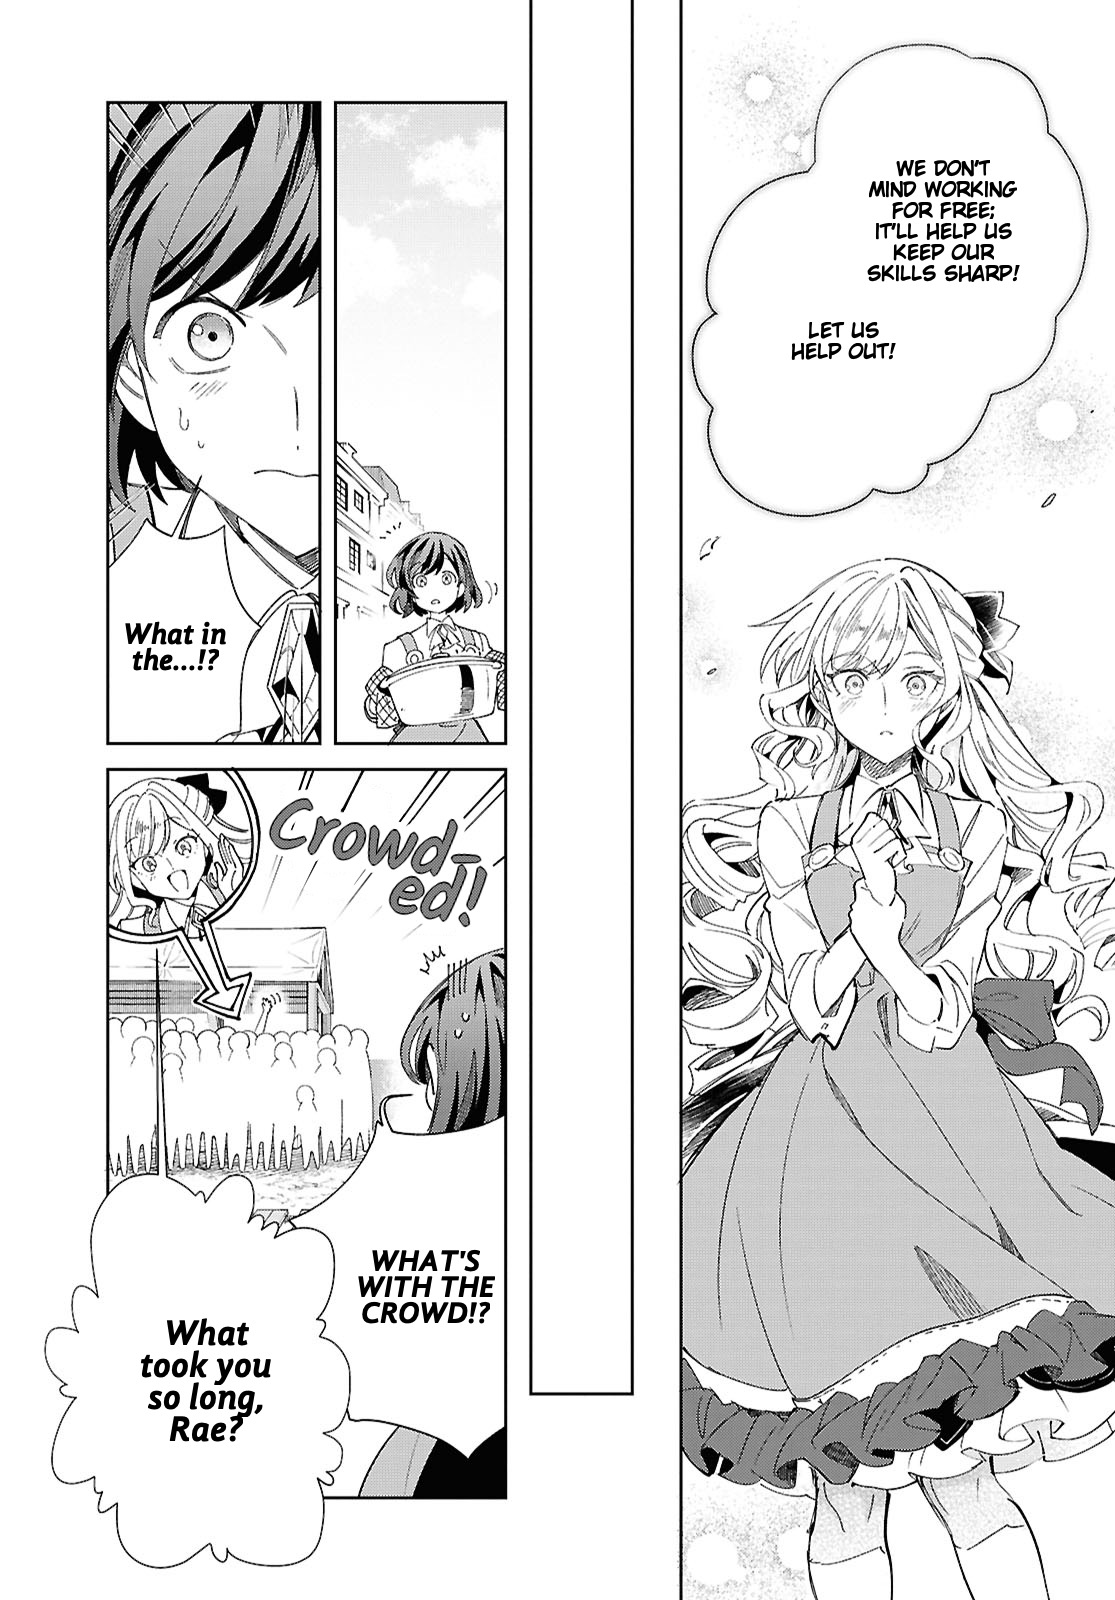 WE DON'T
MIND WORKING
FOR FREE;
IT'LL HELP US
KEEP OUR
SKILLS SHARP!
LET US
HELP OUT!
What in
the...!?
Crowd-
ed!
WHAT'S
WITH THE
CROWD!?
What
took you
so long,
Rae?